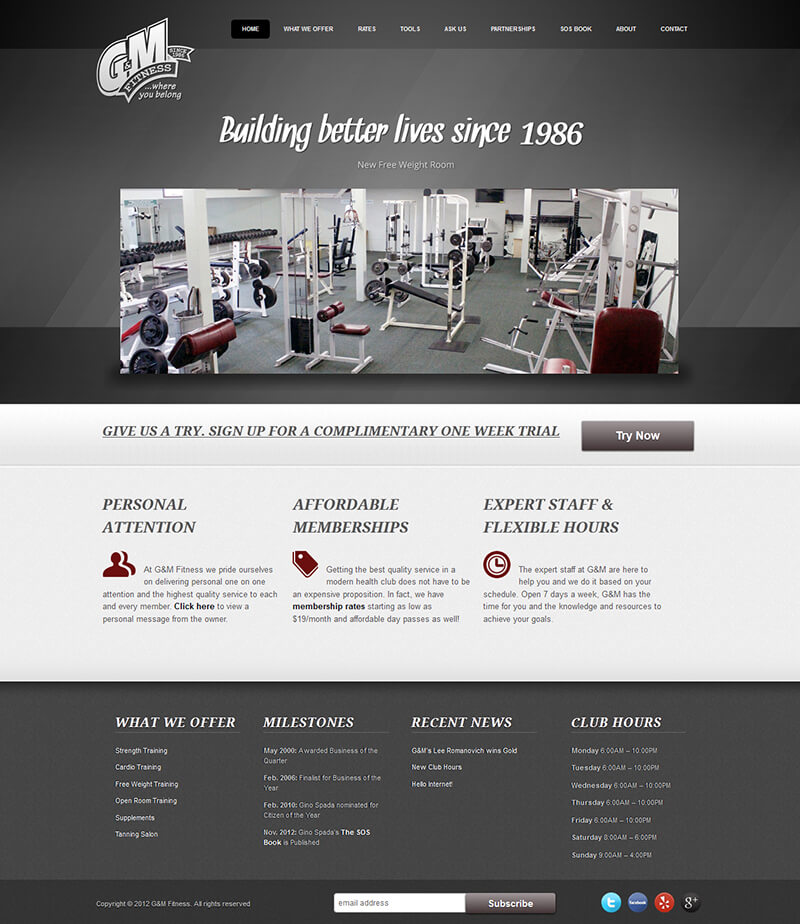 HOME WHAT WE OFFER RATES TOOLS ASK US PARTNERSHIPS SOS BOOK ABOUT CONTACT
G&M
SINCE 1986
FITNESS
...where
you belong
Building better lives since 1986
New Free Weight Room
GIVE US A TRY. SIGN UP FOR A COMPLIMENTARY ONE WEEK TRIAL
Try Now
PERSONAL
ATTENTION
At G&M Fitness we pride ourselves
on delivering personal one on one
attention and the highest quality service to each
and every member. Click here to view a
personal message from the owner.
AFFORDABLE
MEMBERSHIPS
Getting the best quality service in a
modern health club does not have to be
an expensive proposition. In fact, we have
membership rates starting as low as
$19/month and affordable day passes as well!
EXPERT STAFF &
FLEXIBLE HOURS
The expert staff at G&M are here to
help you and we do it based on your
schedule. Open 7 days a week, G&M has the
time for you and the knowledge and resources to
achieve your goals.
WHAT WE OFFER
Strength Training
Cardio Training
Free Weight Training
Open Room Training
Supplements
Tanning Salon
MILESTONES
May 2000: Awarded Business of the
Quarter
Feb. 2006: Finalist for Business of the
Year
Feb. 2010: Gino Spada nominated for
Citizen of the Year
Nov. 2012: Gino Spada's The SOS
Book is Published
RECENT NEWS
G&M's Lee Romanovich wins Gold
New Club Hours
Hello Internet!
CLUB HOURS
Monday 6:00AM – 10:00PM
Tuesday 6:00AM – 10:00PM
Wednesday 6:00AM – 10:00PM
Thursday 6:00AM – 10:00PM
Friday 6:00AM – 10:00PM
Saturday 8:00AM – 6:00PM
Sunday 9:00AM – 4:00PM
Copyright © 2012 G&M Fitness. All rights reserved
email address
Subscribe
facebook
g+